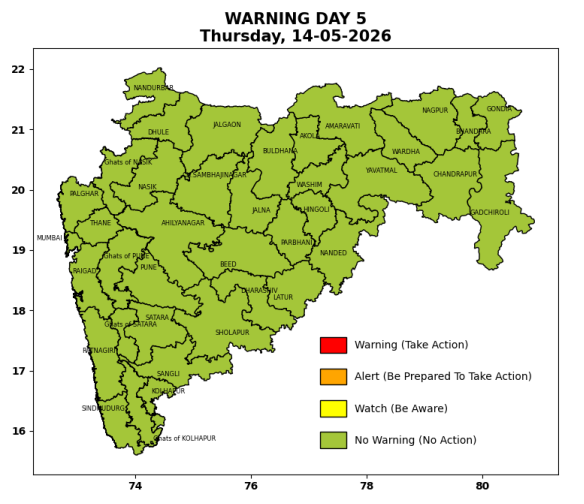 WARNING DAY 5
Thursday, 14-05-2026
22
21
20
19
18
17
16
74
76
78
80
NANDURBAR
DHULE
JALGAON
AKOLA
AMARAVATI
NAGPUR
GONDIA
BHANDRA
BULDHANA
WARDHA
Ghats of NASIK
NASIK
C.SAMBHAJINAGAR
WASHIM
YAVATMAL
CHANDRAPUR
PALGHAR
JALNA
HINGOLI
GADCHIROLI
THANE
AHILYANAGAR
MUMBAI
PARBHANI
NANDED
Ghats of PUNE
PUNE
RAIGAD
BEED
DHARASHIV
LATUR
SATARA
Ghats of SATARA
SHOLAPUR
RATNAGIRI
SANGLI
KOLHAPUR
SINDHUDURG
Ghats of KOLHAPUR
Warning (Take Action)
Alert (Be Prepared To Take Action)
Watch (Be Aware)
No Warning (No Action)